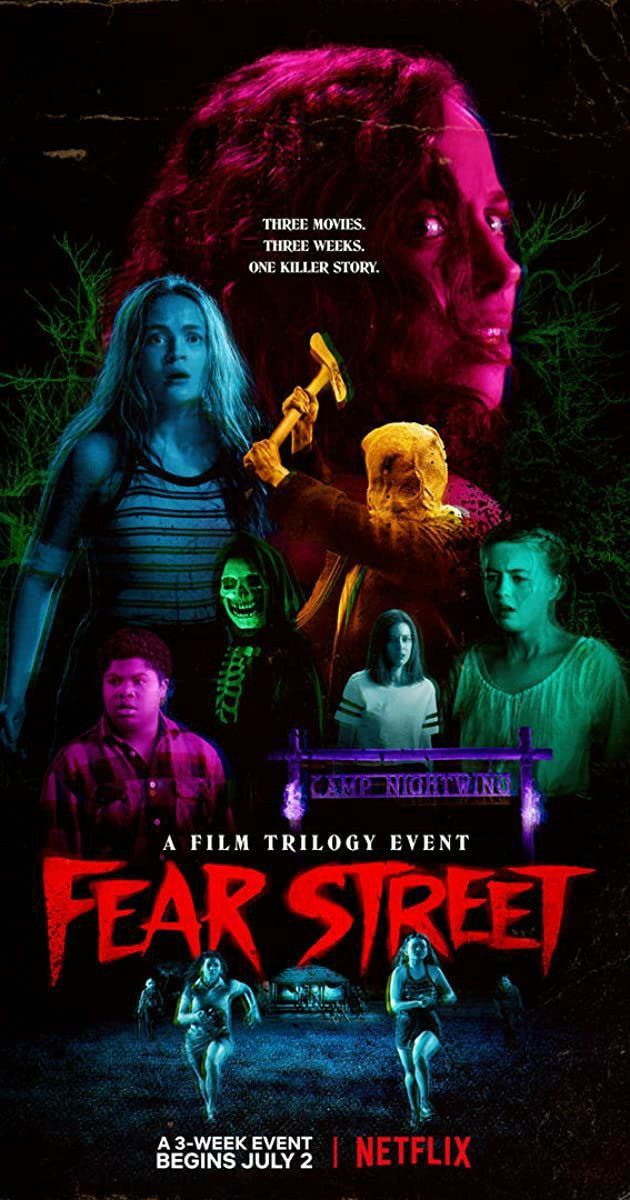 THREE MOVIES.
THREE WEEKS.
ONE KILLER STORY.
CAMP NIGHTWING
A FILM TRILOGY EVENT
FEAR STREET
A 3-WEEK EVENT
BEGINS JULY 2 | NETFLIX